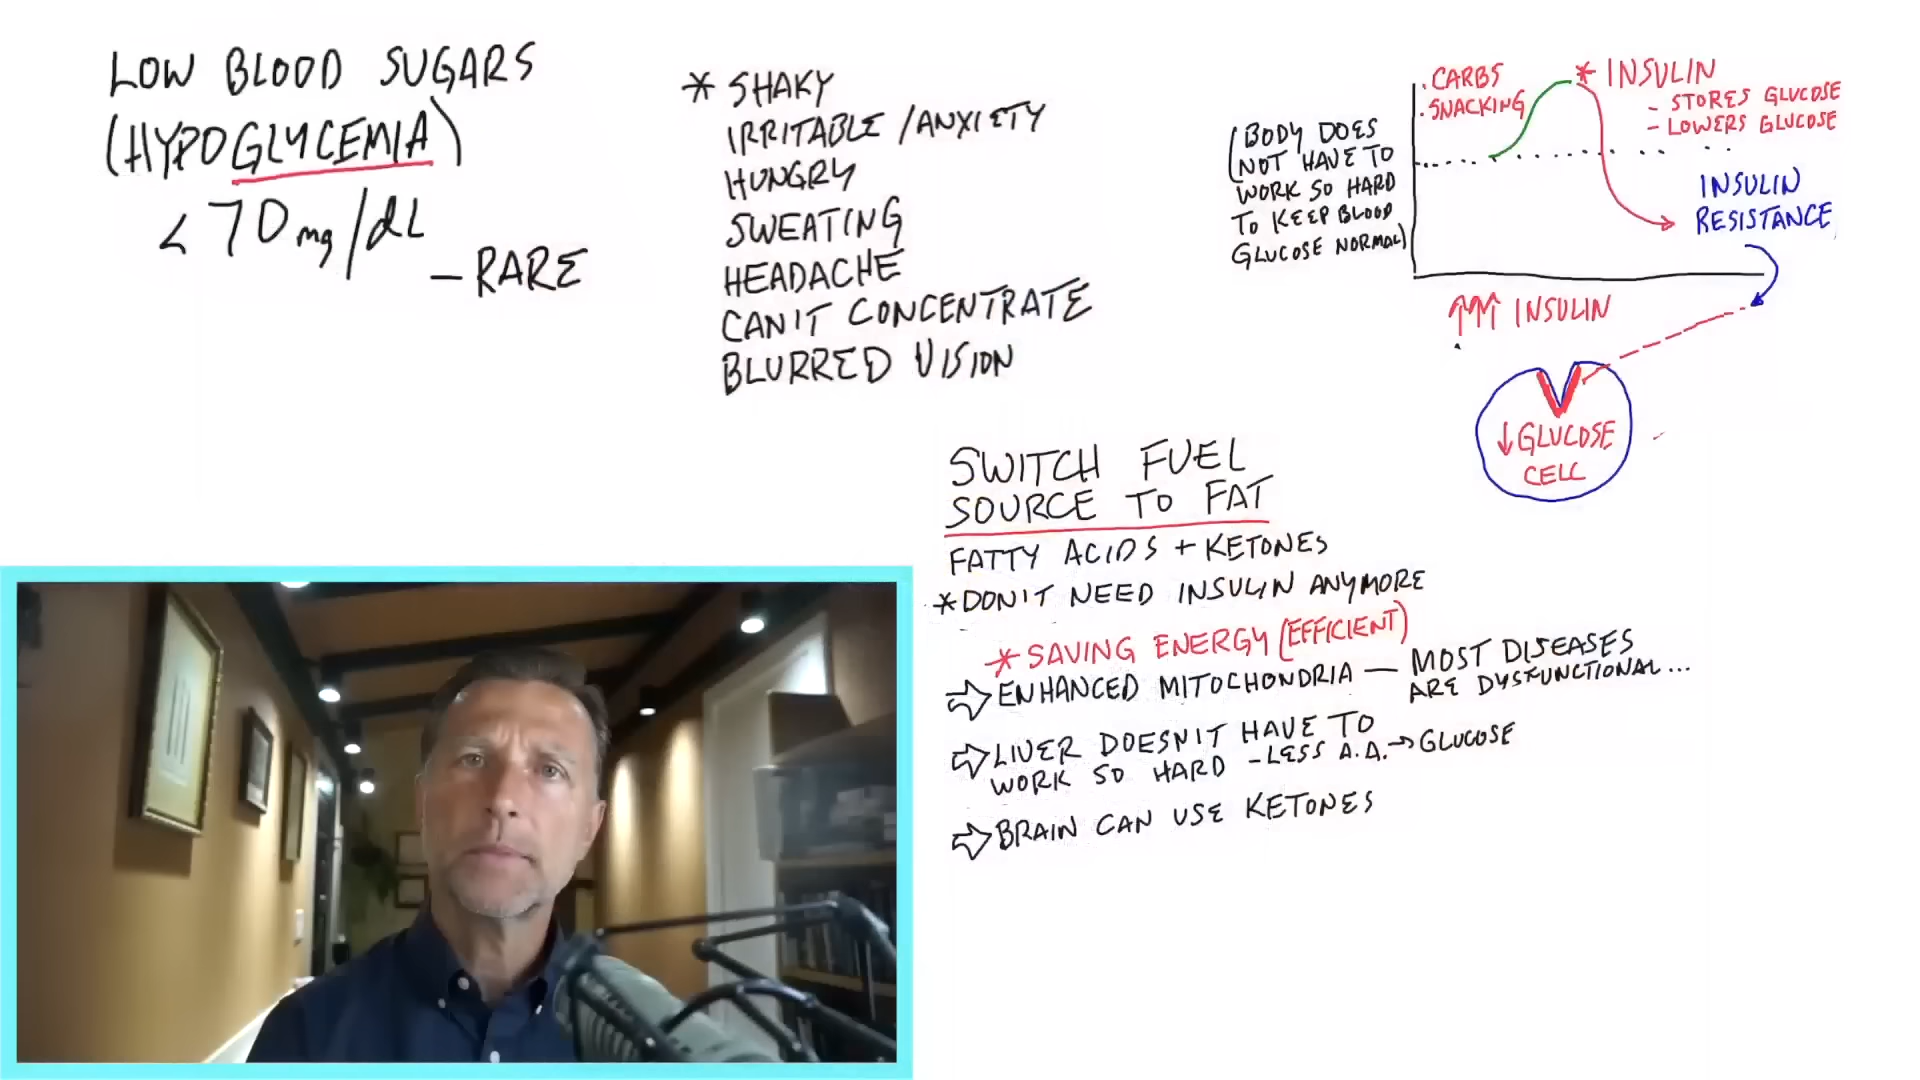 LOW BLOOD SUGARS
(HYPOGLYCEMIA)
< 70 mg/dL
- RARE
* SHAKY
IRRITABLE / ANXIETY
HUNGRY
SWEATING
HEADACHE
CAN'T CONCENTRATE
BLURRED VISION
(BODY DOES
NOT HAVE TO
WORK SO HARD
TO KEEP BLOOD
GLUCOSE NORMAL)
. CARBS
. SNACKING
* INSULIN
- STORES GLUCOSE
- LOWERS GLUCOSE
INSULIN
RESISTANCE
↑↑↑ INSULIN
↓ GLUCOSE
CELL
SWITCH FUEL
SOURCE TO FAT
FATTY ACIDS + KETONES
* DON'T NEED INSULIN ANYMORE
* SAVING ENERGY (EFFICIENT)
⇨ ENHANCED MITOCHONDRIA — MOST DISEASES
ARE DYSFUNCTIONAL...
⇨ LIVER DOESN'T HAVE TO
WORK SO HARD - LESS A.A. → GLUCOSE
⇨ BRAIN CAN USE KETONES